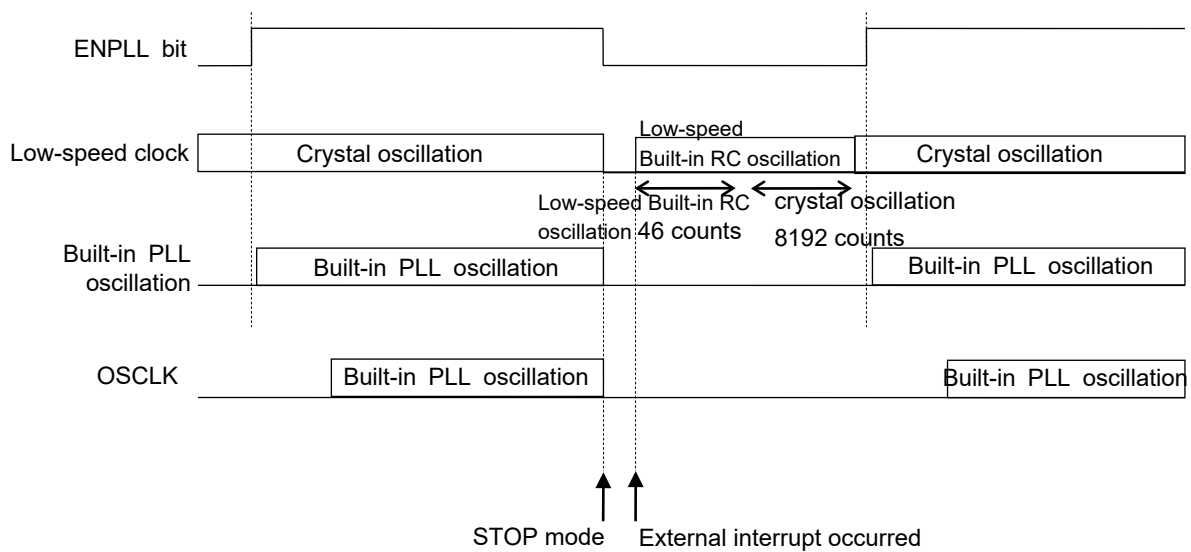 ENPLL bit
Low-speed clock
Crystal oscillation
Low-speed
Built-in RC oscillation
Crystal oscillation
Low-speed Built-in RC
oscillation 46 counts
crystal oscillation
8192 counts
Built-in PLL
oscillation
Built-in PLL oscillation
Built-in PLL oscillation
OSCLK
Built-in PLL oscillation
Built-in PLL oscillation
STOP mode
External interrupt occurred